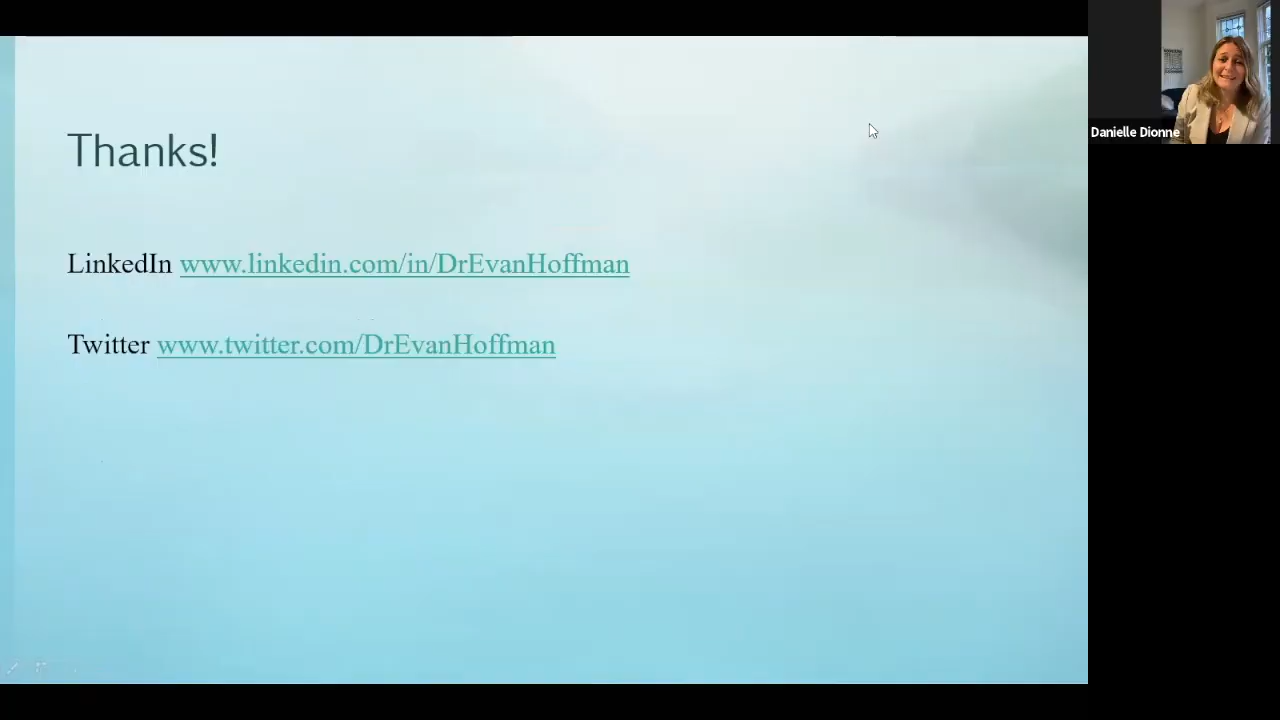 Thanks!
LinkedIn www.linkedin.com/in/DrEvanHoffman
Twitter www.twitter.com/DrEvanHoffman
Danielle Dionne